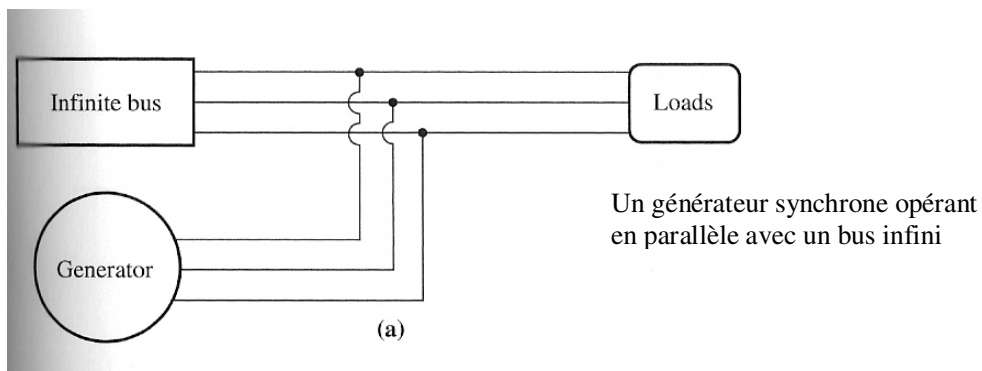 Infinite bus
Loads
Un générateur synchrone opérant
en parallèle avec un bus infini
Generator
(a)